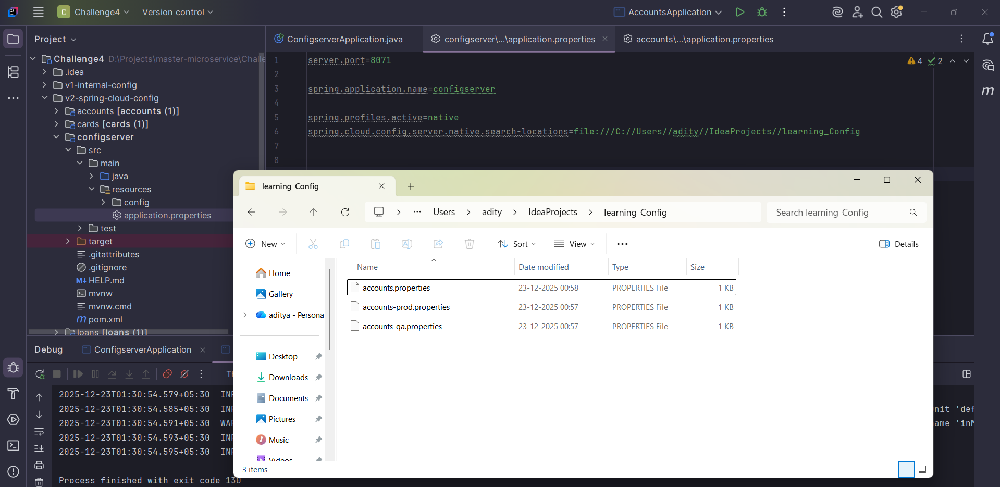 C Challenge4 Version control AccountsApplication
Project
ConfigserverApplication.java configserver\...\application.properties accounts\...\application.properties
Challenge4 D:\Projects\master-microservice\Challe
.idea
v1-internal-config
v2-spring-cloud-config
accounts [accounts (1)]
cards [cards (1)]
configserver
src
main
java
resources
config
application.properties
test
target
.gitattributes
.gitignore
M↓ HELP.md
mvnw
mvnw.cmd
m pom.xml
loans [loans (1)]
4 2
1 server.port=8071
2
3 spring.application.name=configserver
4
5 spring.profiles.active=native
6 spring.cloud.config.server.native.search-locations=file:///C://Users//adity//IdeaProjects//learning_Config
7
8
m
learning_Config
Users adity IdeaProjects learning_Config Search learning_Config
New Sort View Details
Home
Gallery
aditya - Persona
Desktop
Downloads
Documents
Pictures
Music
Videos
Name Date modified Type Size
accounts.properties 23-12-2025 00:58 PROPERTIES File 1 KB
accounts-prod.properties 23-12-2025 00:57 PROPERTIES File 1 KB
accounts-qa.properties 23-12-2025 00:57 PROPERTIES File 1 KB
3 items
Debug ConfigserverApplication
Th
2025-12-23T01:30:54.579+05:30 INF
2025-12-23T01:30:54.585+05:30 INF nit 'def
2025-12-23T01:30:54.591+05:30 WAR ame 'inM
2025-12-23T01:30:54.593+05:30 INF
2025-12-23T01:30:54.595+05:30 INF
Process finished with exit code 130